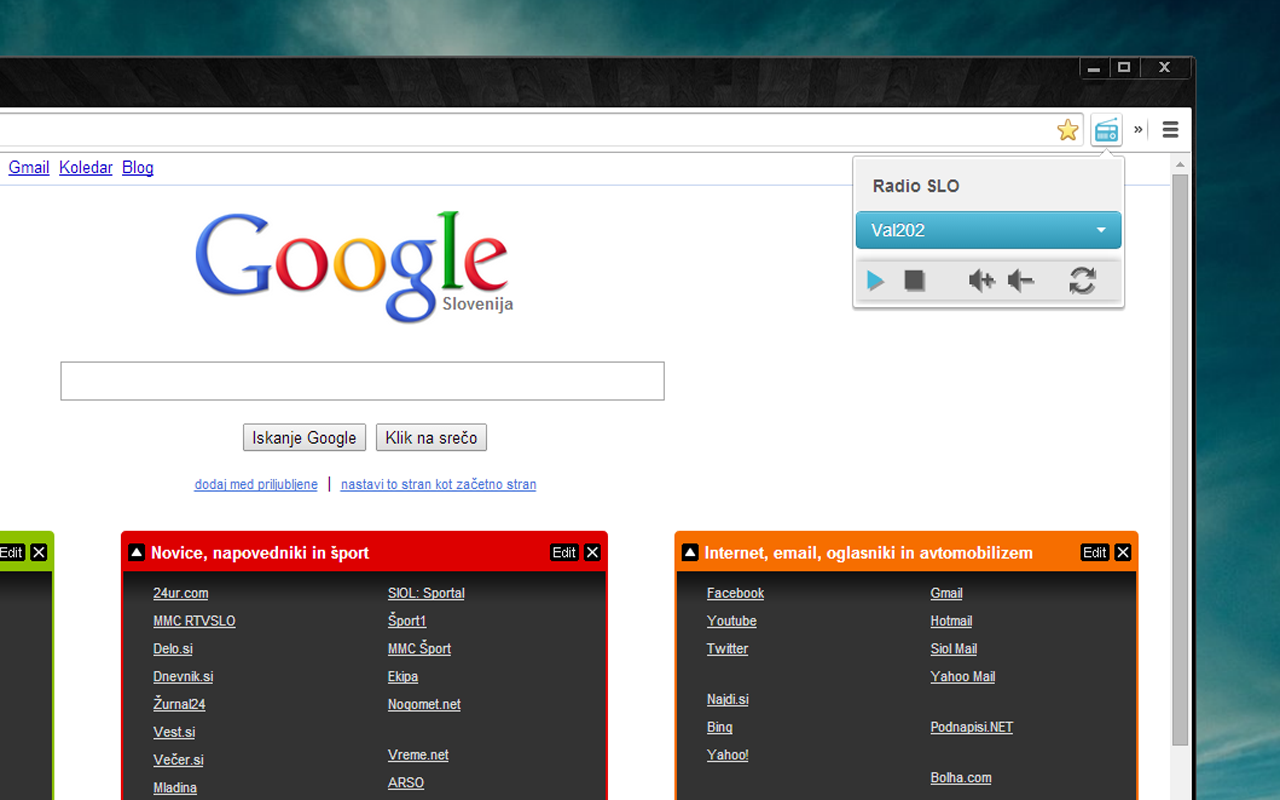 Gmail Koledar Blog
Radio SLO
Val202
Google
Slovenija
Iskanje Google Klik na srečo
dodaj med priljubljene | nastavi to stran kot začetno stran
Edit
Novice, napovedniki in šport Edit
24ur.com
MMC RTVSLO
Delo.si
Dnevnik.si
Žurnal24
Vest.si
Večer.si
Mladina
SIOL: Sportal
Šport1
MMC Šport
Ekipa
Nogomet.net
Vreme.net
ARSO
Internet, email, oglasniki in avtomobilizem Edit
Facebook
Youtube
Twitter
Najdi.si
Bing
Yahoo!
Gmail
Hotmail
Siol Mail
Yahoo Mail
Podnapisi.NET
Bolha.com